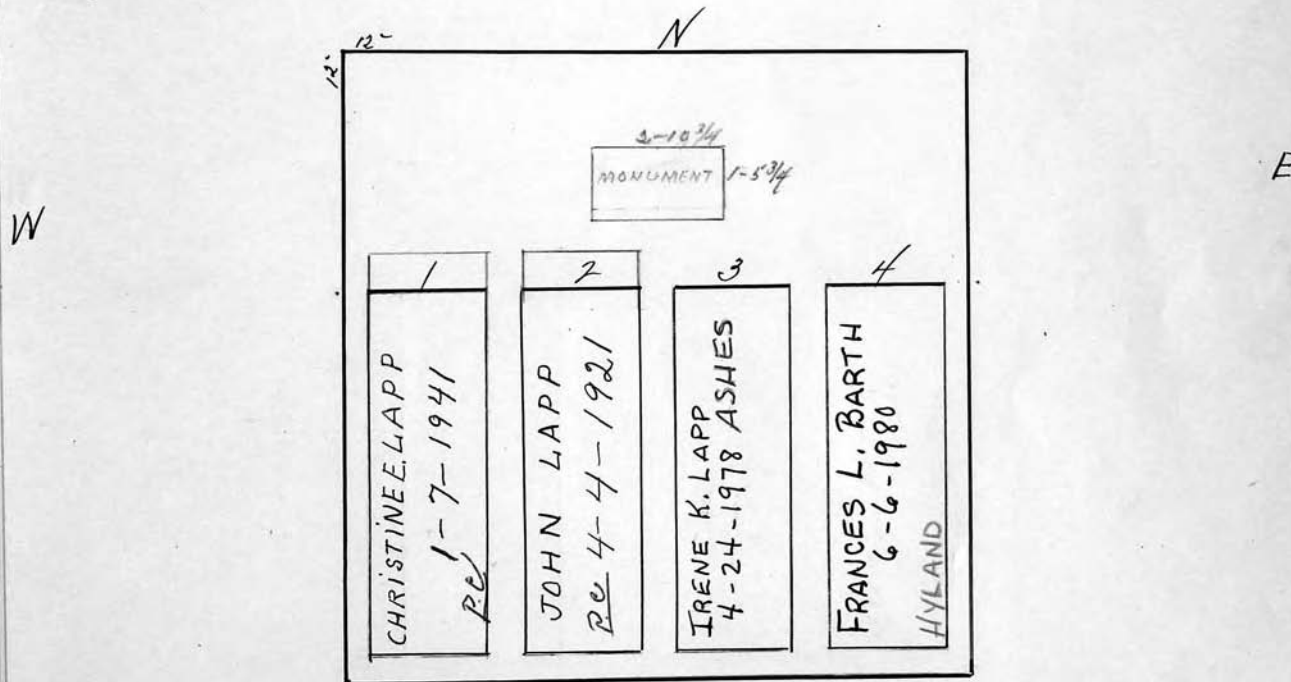 12'
N
12'
2-10 3/4
MONUMENT 1-5 3/4
E
W
1
2
3
4
CHRISTINE E. LAPP
1-7-1941
P.C.
JOHN LAPP
P.C. 4-4-1921
IRENE K. LAPP
4-24-1978 ASHES
FRANCES L. BARTH
6-6-1980
HYLAND